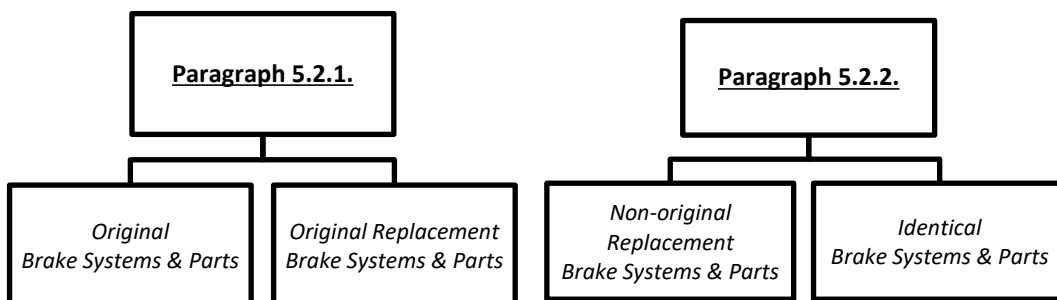 Paragraph 5.2.1.
Paragraph 5.2.2.
Original
Brake Systems & Parts
Original Replacement
Brake Systems & Parts
Non-original
Replacement
Brake Systems & Parts
Identical
Brake Systems & Parts